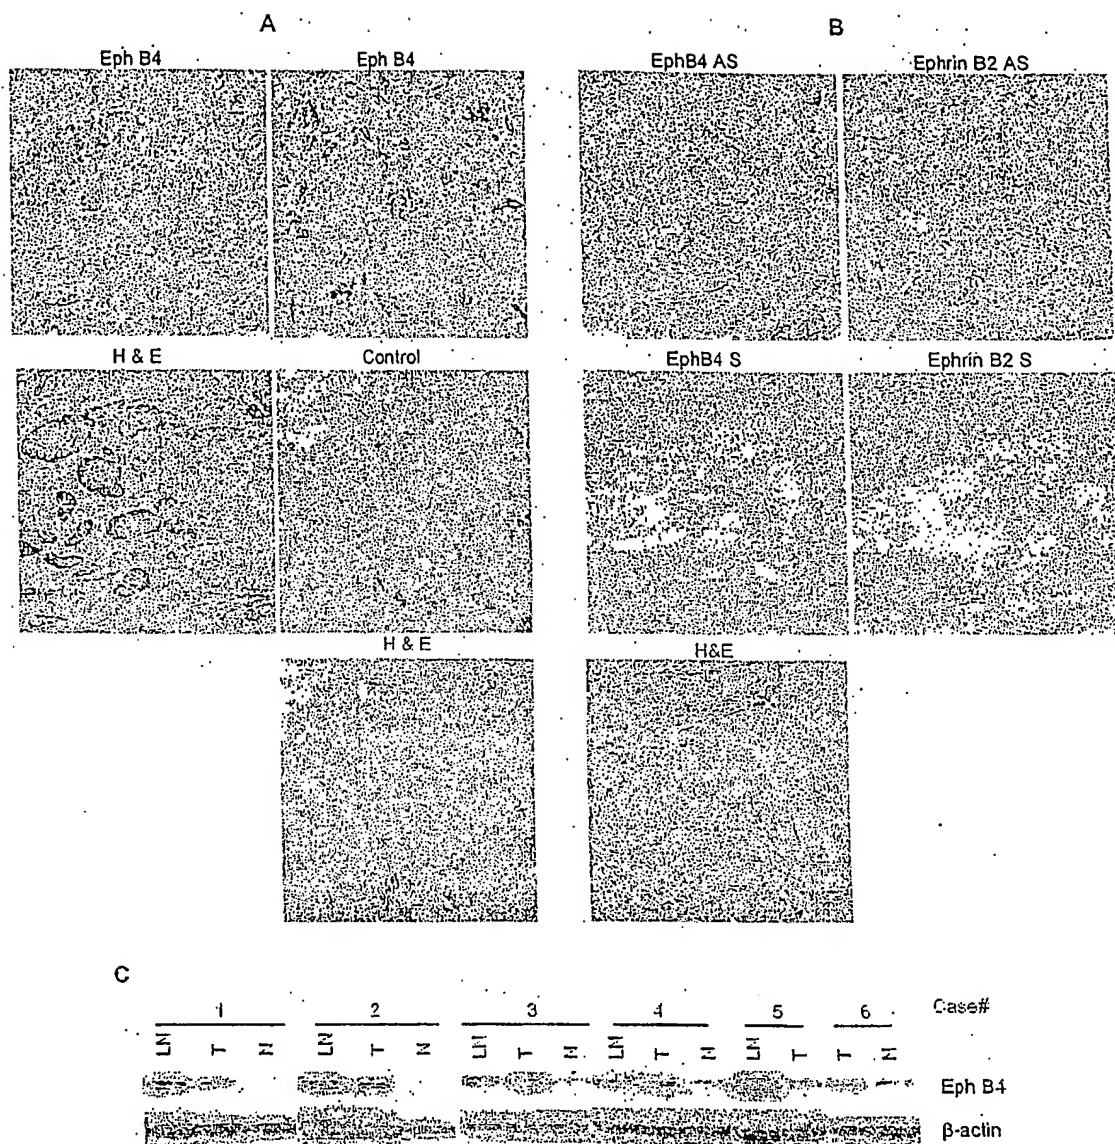 A
B
Eph B4
Eph B4
EphB4 AS
Ephrin B2 AS
H & E
Control
EphB4 S
Ephrin B2 S
H & E
H&E
C
1 2 3 4 5 6 Case#
LN T N LN T N LN T N LN T N LN T T N
Eph B4
β-actin